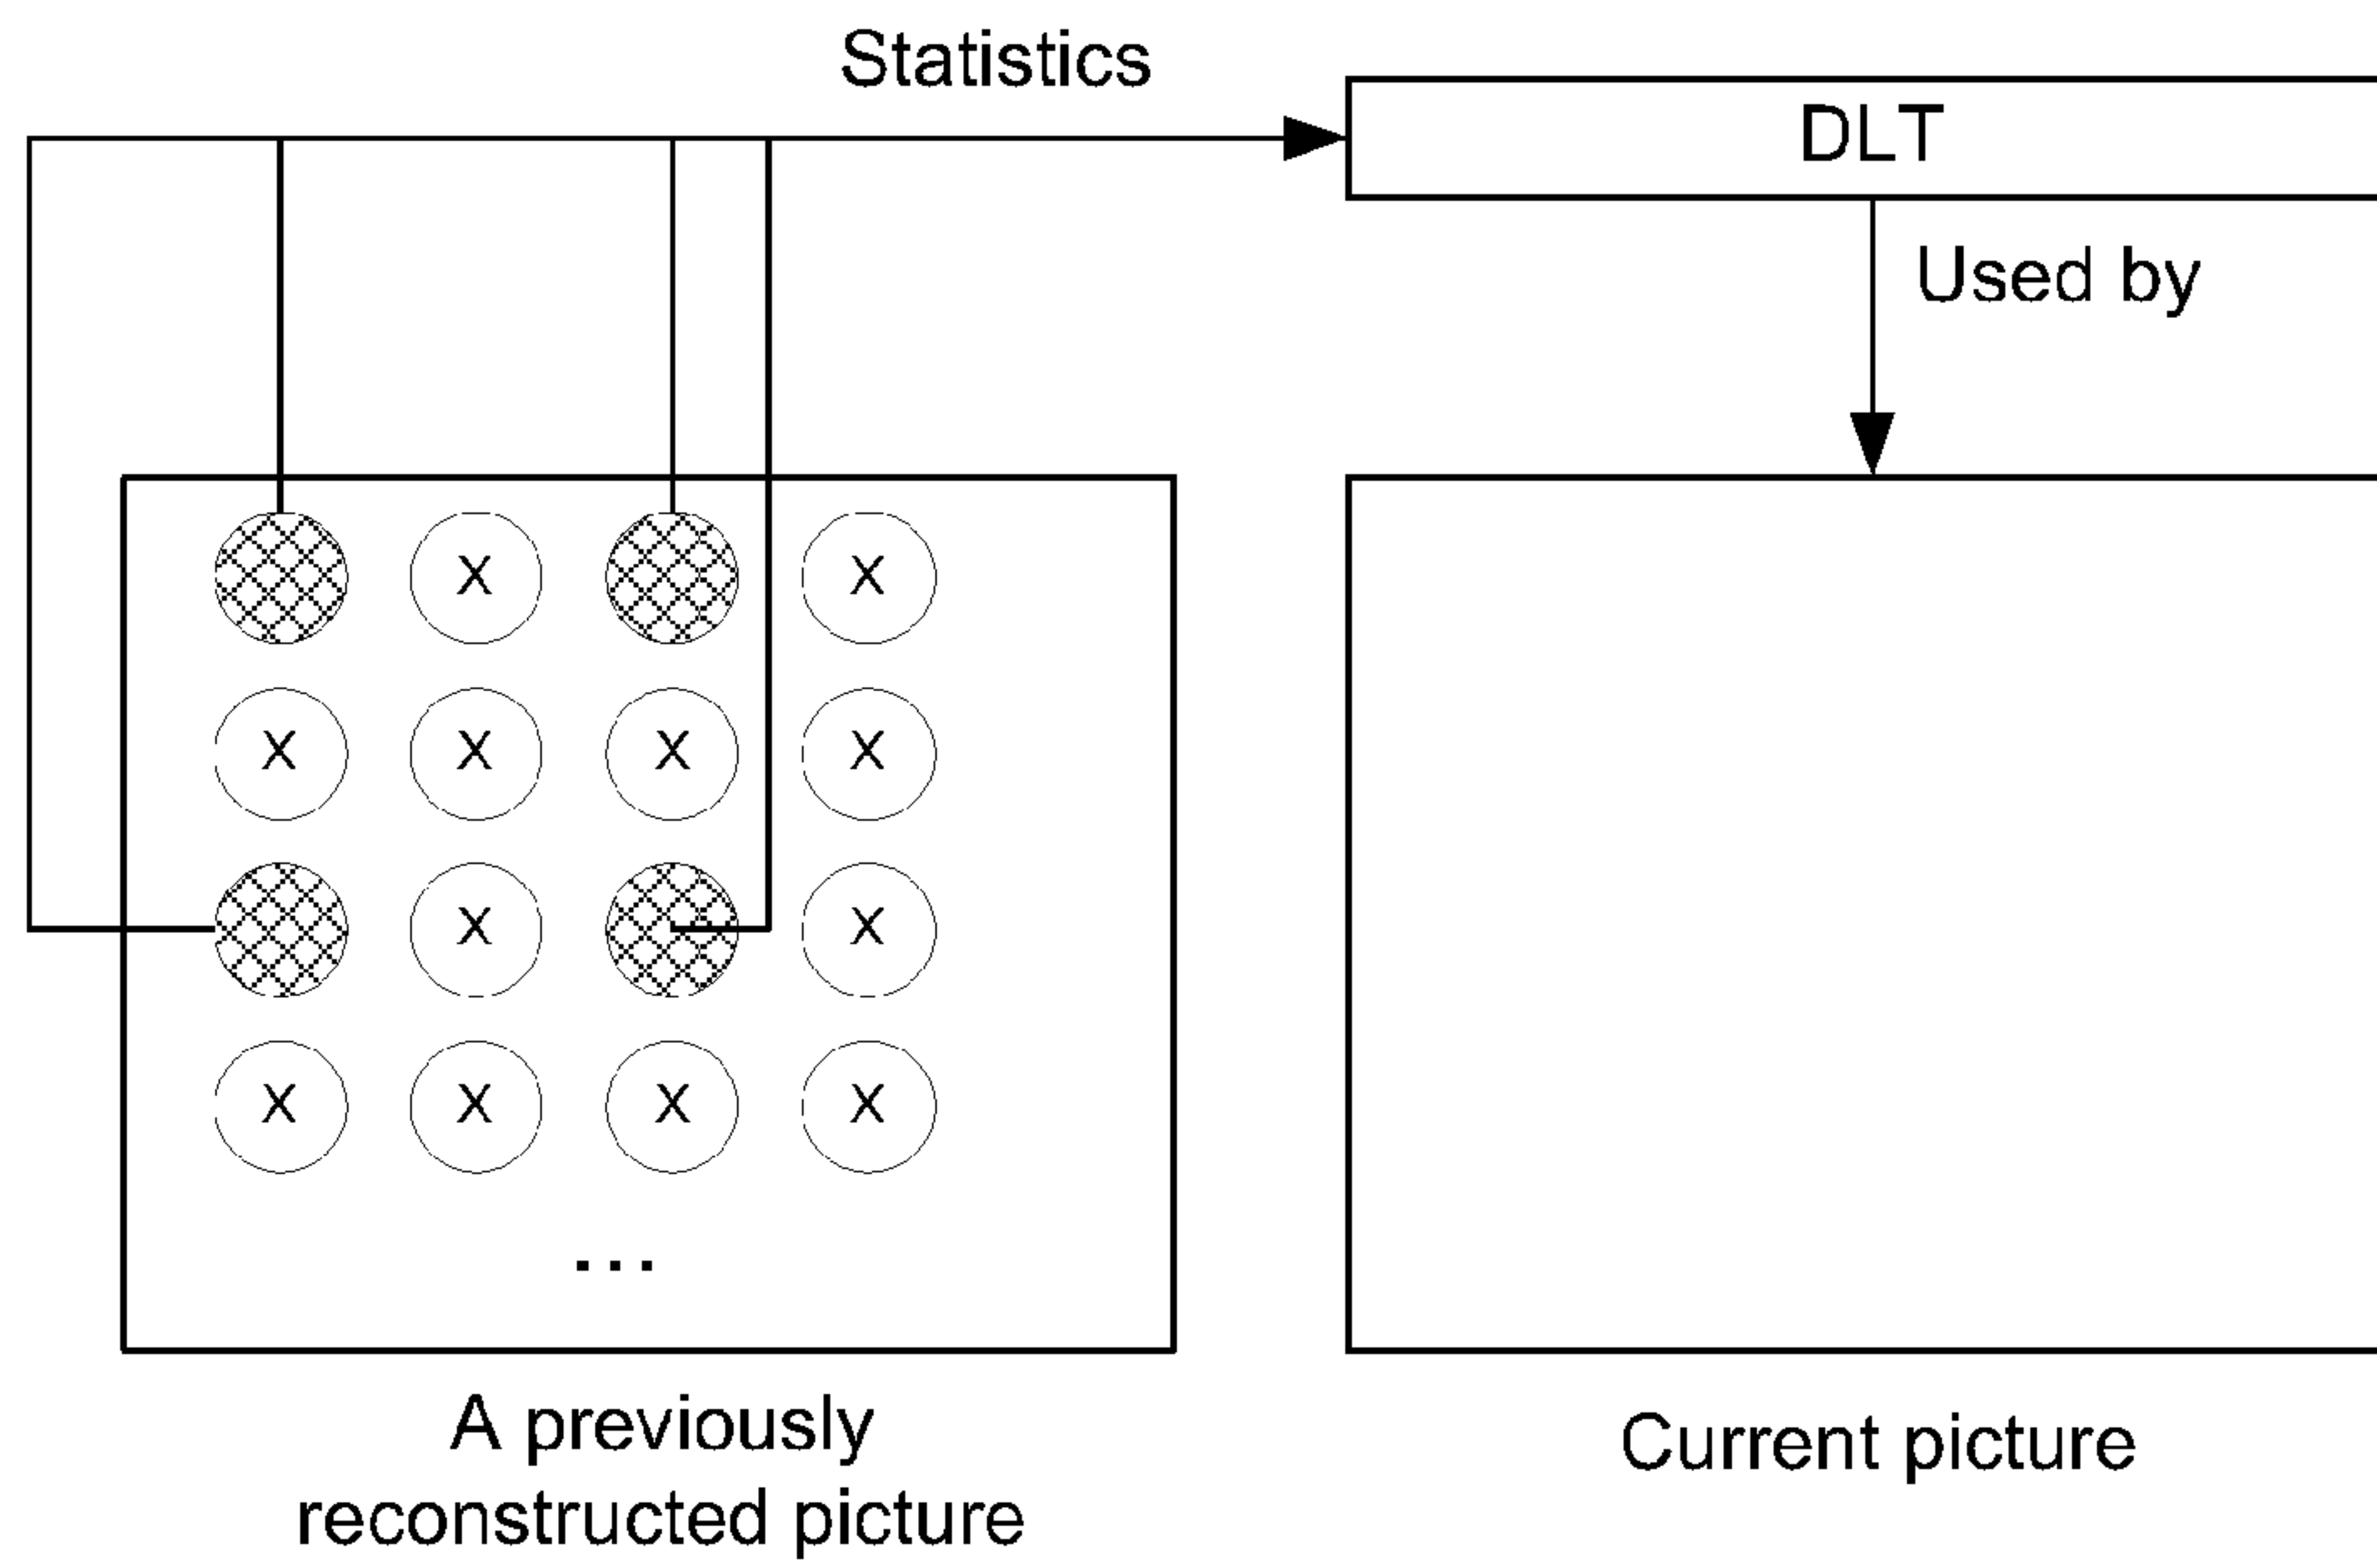 Statistics
DLT
Used by
X X
X X X X
X X
X X X X
...
A previously
reconstructed picture
Current picture